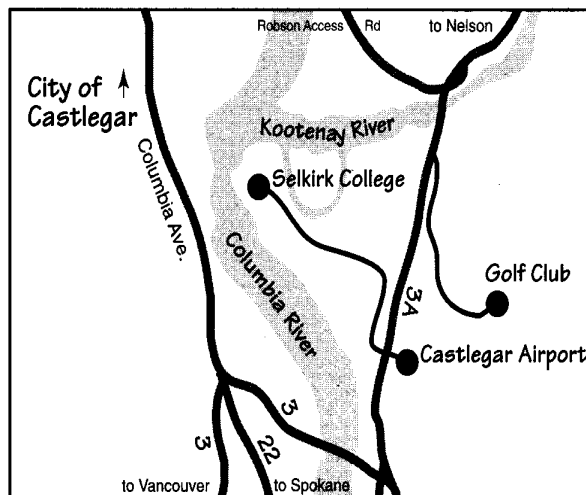 Robson Access Rd to Nelson
City of
Castlegar
Kootenay River
Columbia Ave.
Selkirk College
Columbia River
Golf Club
3A
Castlegar Airport
3
3
22
to Vancouver
to Spokane